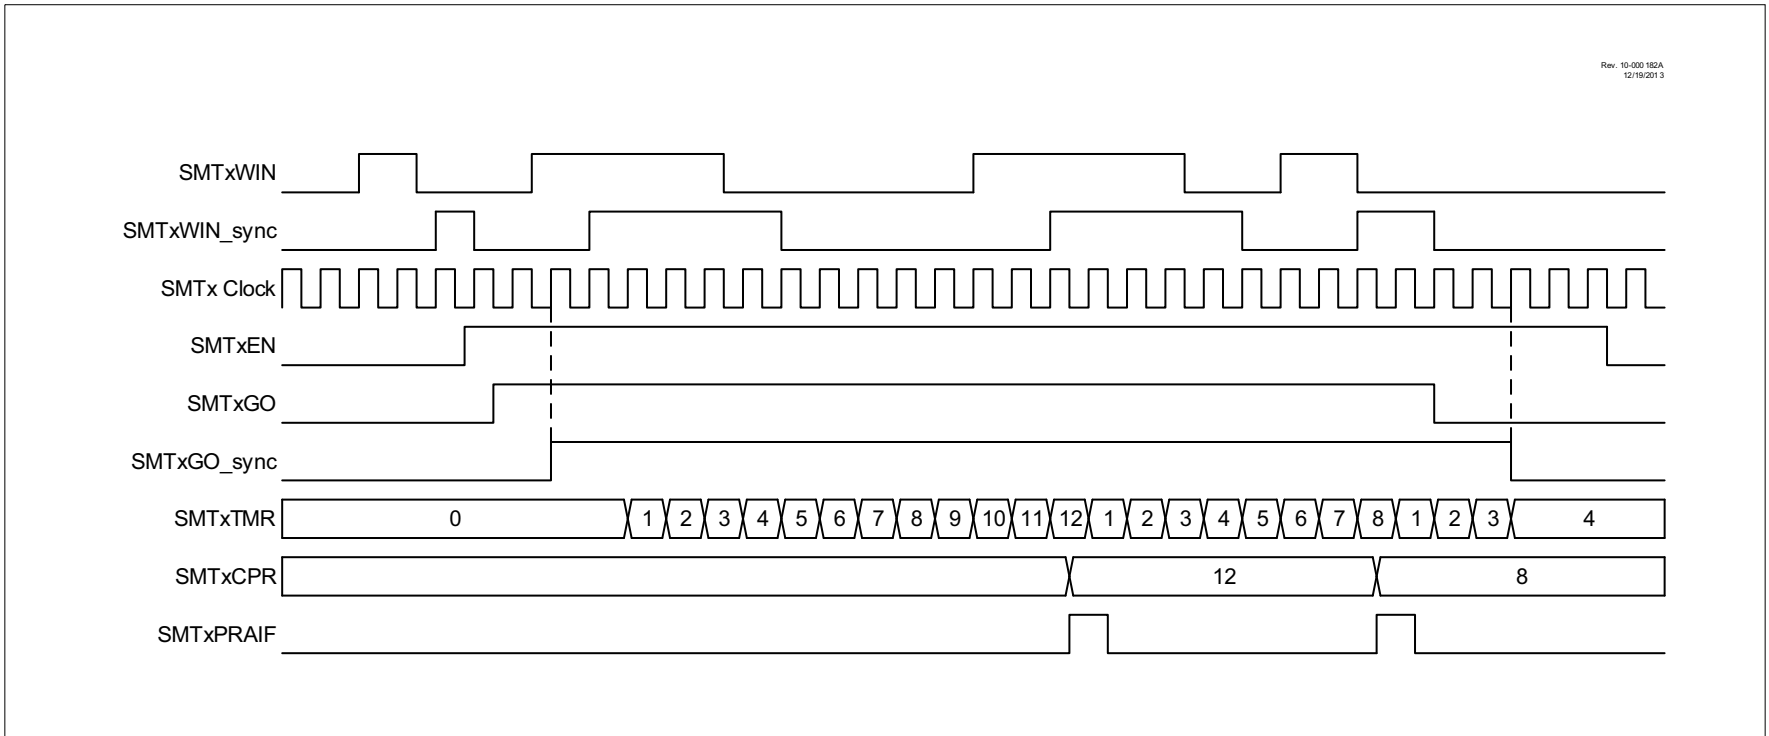 Rev. 10-000 182A
12/19/201 3
SMTxWIN
SMTxWIN_sync
SMTx Clock
SMTxEN
SMTxGO
SMTxGO_sync
SMTxTMR 0 1 2 3 4 5 6 7 8 9 10 11 12 1 2 3 4 5 6 7 8 1 2 3 4
SMTxCPR 12 8
SMTxPRAIF